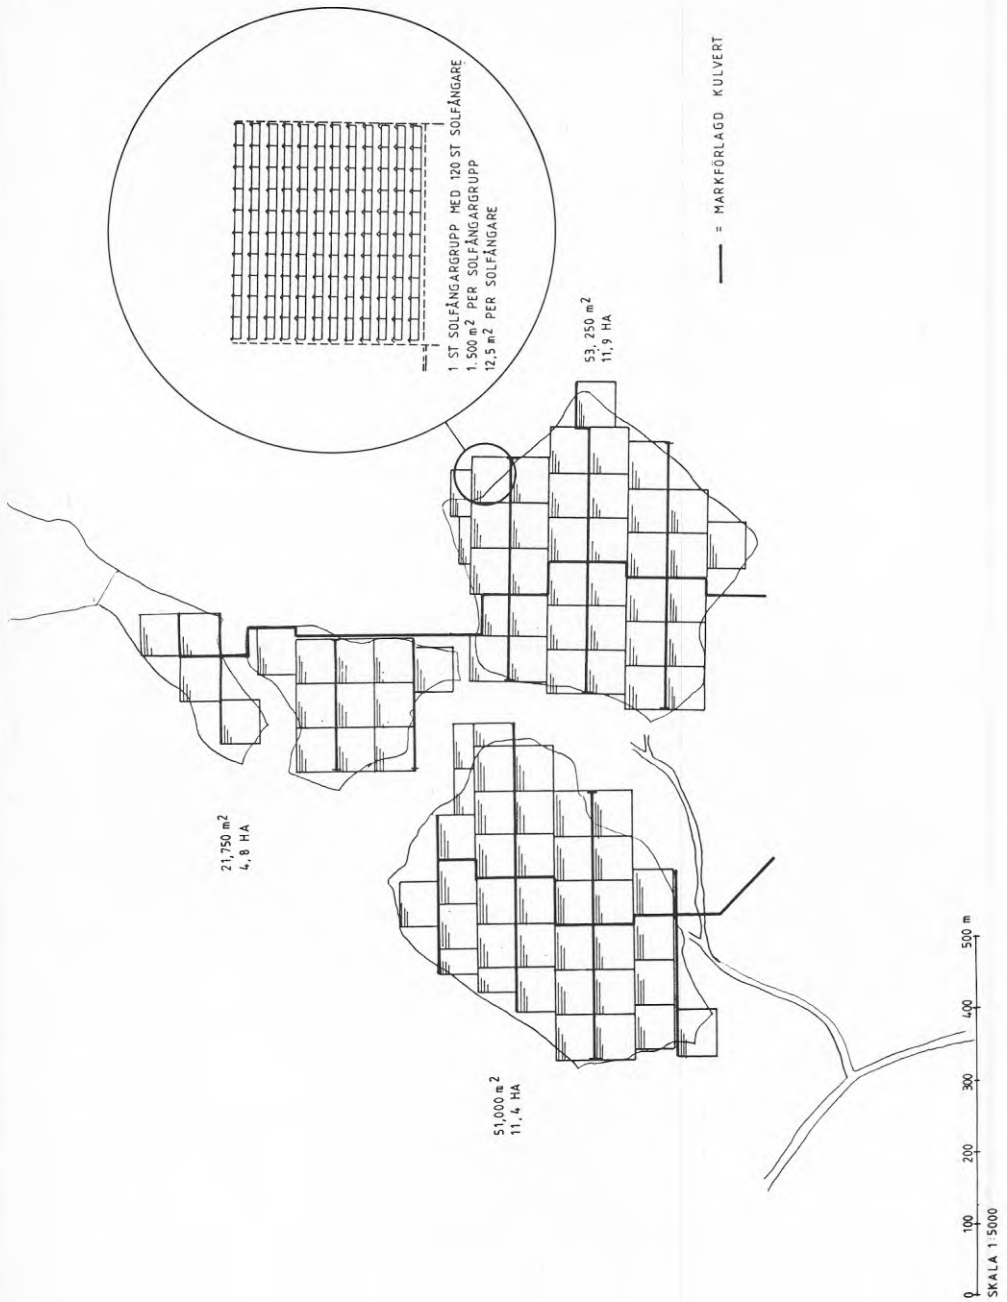 1 ST SOLFÅNGARGRUPP MED 120 ST SOLFÅNGARE
1.500 m² PER SOLFÅNGARGRUPP
12,5 m² PER SOLFÅNGARE
= MARKFÖRLAGD KULVERT
53,250 m²
11,9 HA
21,750 m²
4,8 HA
51,000 m²
11,4 HA
0 100 200 300 400 500 m
SKALA 1:5000